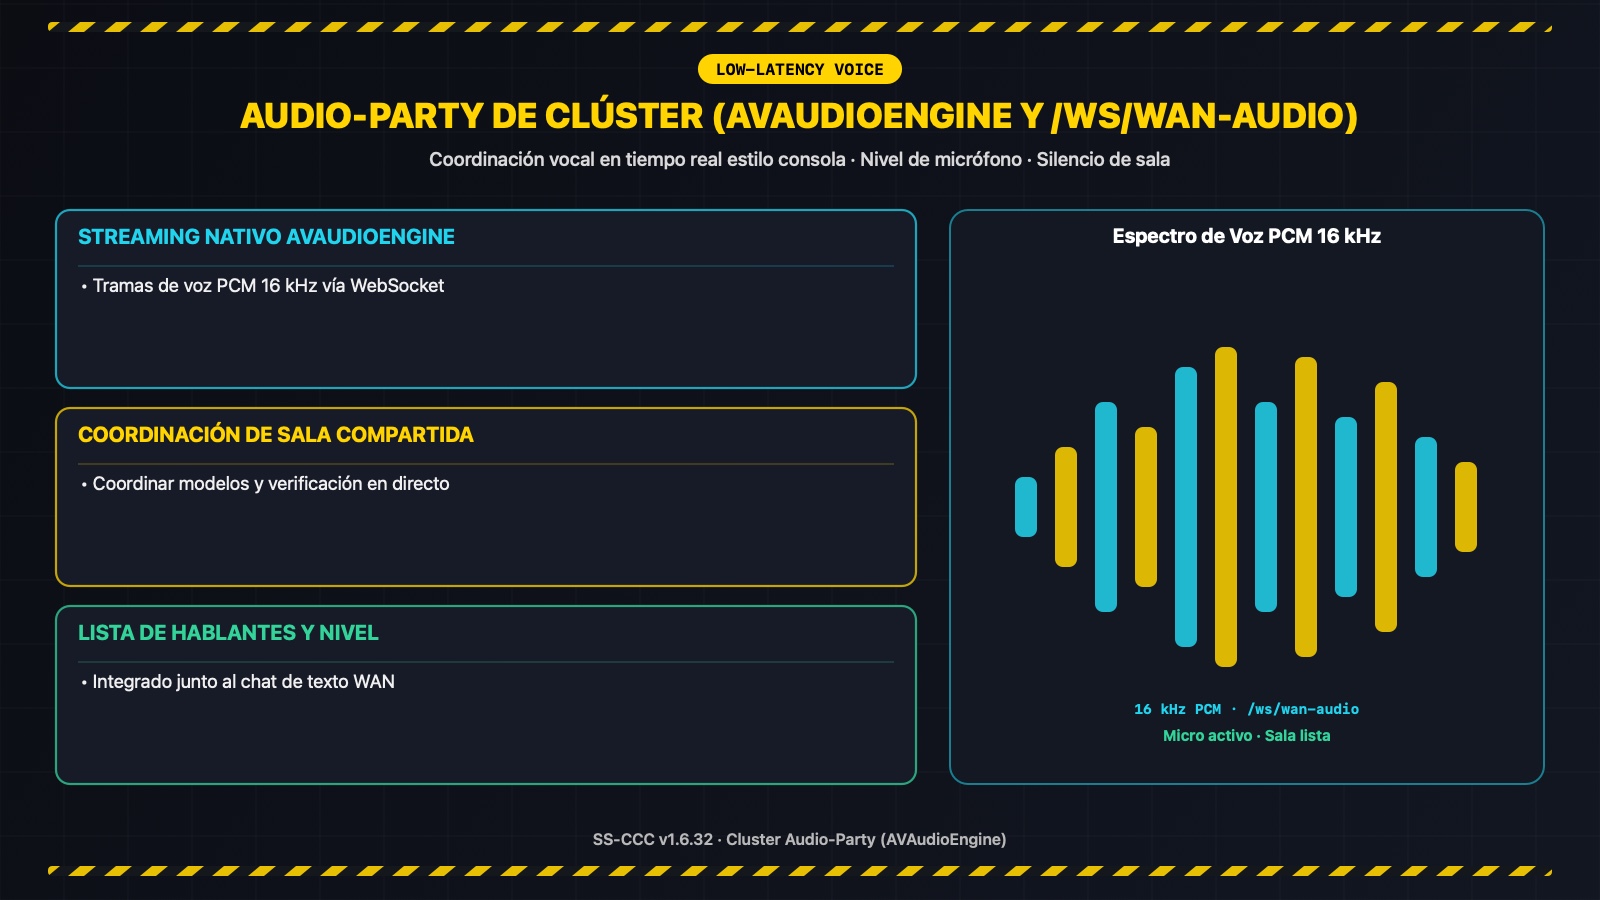 LOW-LATENCY VOICE
AUDIO-PARTY DE CLÚSTER (AVAUDIOENGINE Y /WS/WAN-AUDIO)
Coordinación vocal en tiempo real estilo consola · Nivel de micrófono · Silencio de sala
STREAMING NATIVO AVAUDIOENGINE
• Tramas de voz PCM 16 kHz vía WebSocket
COORDINACIÓN DE SALA COMPARTIDA
• Coordinar modelos y verificación en directo
LISTA DE HABLANTES Y NIVEL
• Integrado junto al chat de texto WAN
Espectro de Voz PCM 16 kHz
16 kHz PCM · /ws/wan-audio
Micro activo · Sala lista
SS-CCC v1.6.32 · Cluster Audio-Party (AVAudioEngine)